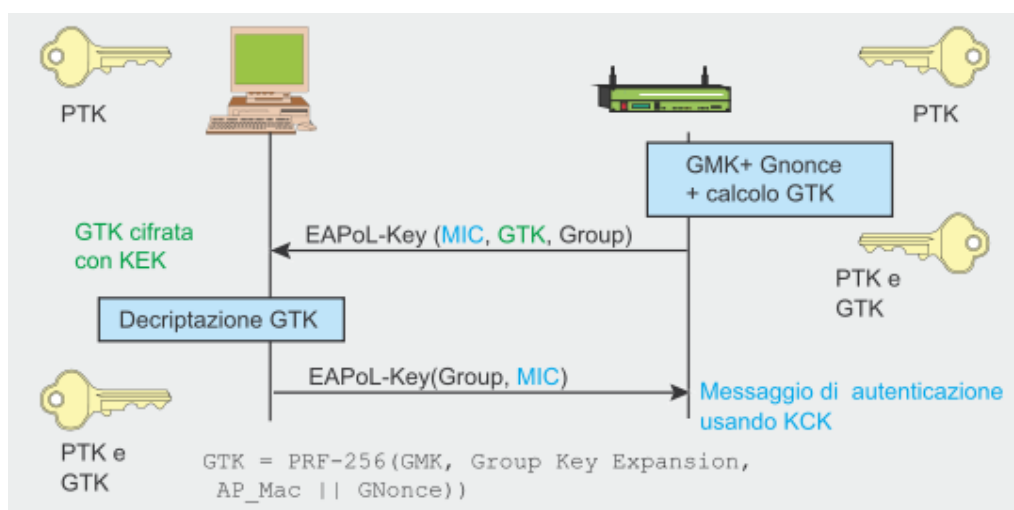 PTK
PTK
GMK+ Gnonce
+ calcolo GTK
GTK cifrata
con KEK
EAPoL-Key (MIC, GTK, Group)
PTK e
GTK
Decriptazione GTK
EAPoL-Key(Group, MIC)
Messaggio di autenticazione
usando KCK
PTK e
GTK
GTK = PRF-256(GMK, Group Key Expansion,
AP_Mac || GNonce))